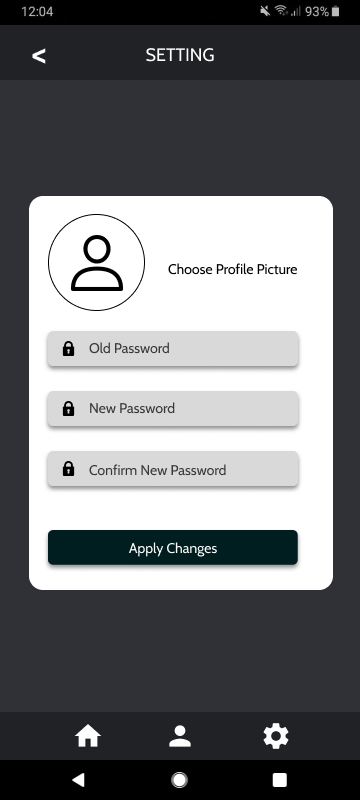 12:04
93%
SETTING
Choose Profile Picture
Old Password
New Password
Confirm New Password
Apply Changes